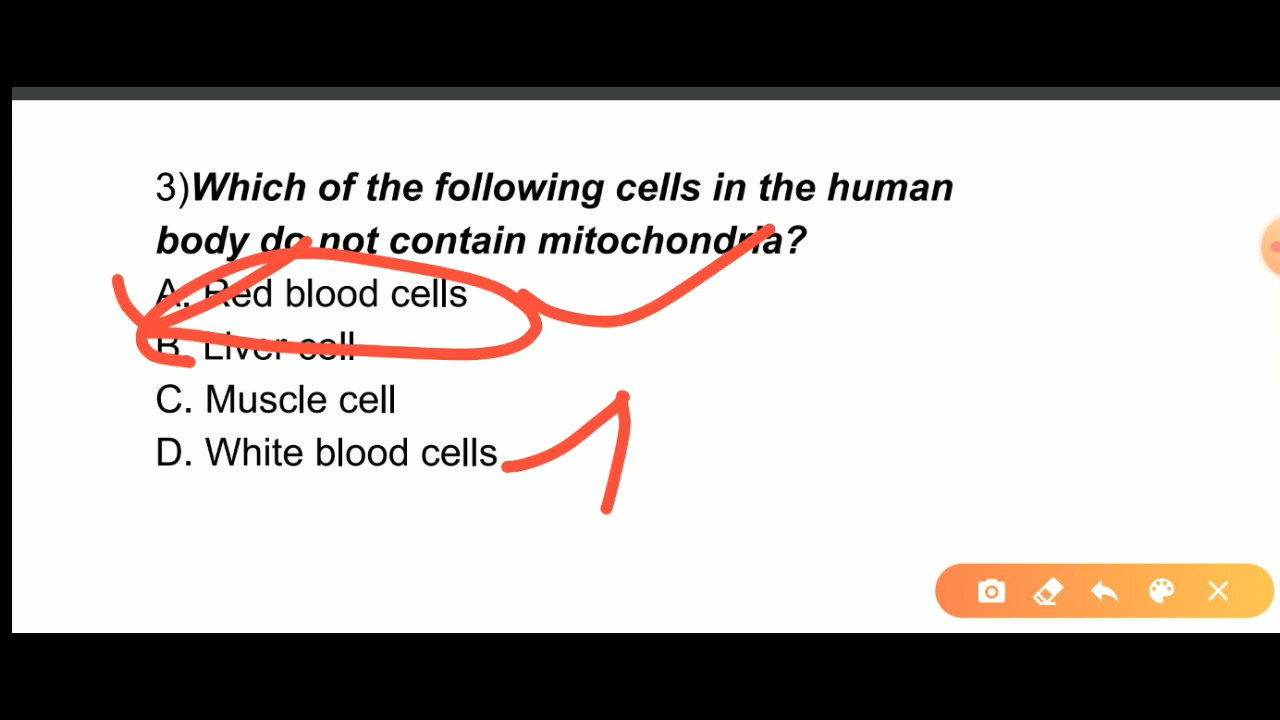 3)Which of the following cells in the human
body do not contain mitochondria?
A. Red blood cells
B. Liver cell
C. Muscle cell
D. White blood cells